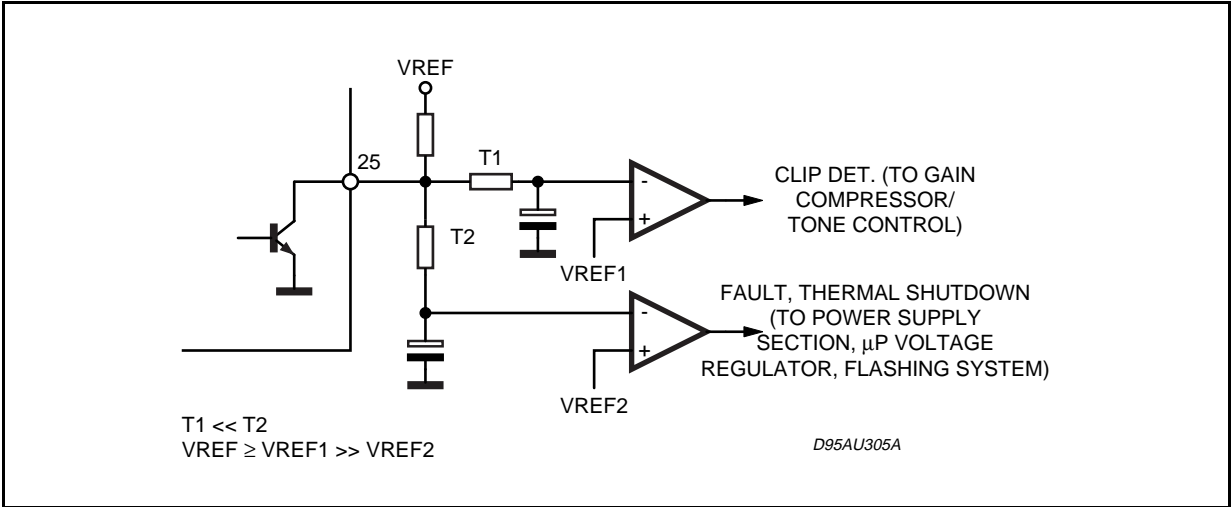 VREF
25
T1
-
+
CLIP DET. (TO GAIN
COMPRESSOR/
TONE CONTROL)
T2
VREF1
-
+
FAULT, THERMAL SHUTDOWN
(TO POWER SUPPLY
SECTION, µP VOLTAGE
REGULATOR, FLASHING SYSTEM)
VREF2
T1 << T2
VREF ≥ VREF1 >> VREF2
D95AU305A